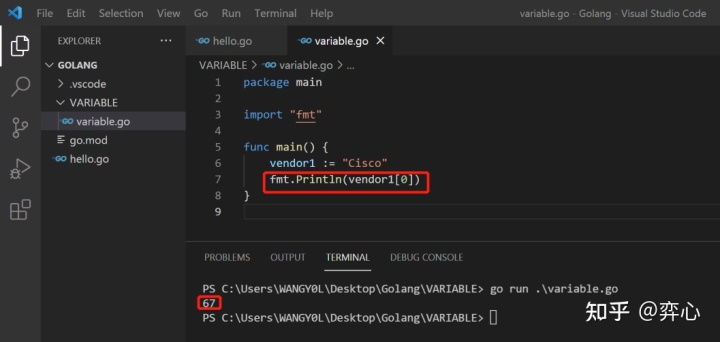 File Edit Selection View Go Run Terminal Help variable.go - Golang - Visual Studio Code
EXPLORER ...
hello.go variable.go
GOLANG
.vscode
VARIABLE
variable.go
go.mod
hello.go
VARIABLE > variable.go > ...
1 package main
2
3 import "fmt"
4
5 func main() {
6 vendor1 := "Cisco"
7 fmt.Println(vendor1[0])
8 }
9
PROBLEMS OUTPUT TERMINAL DEBUG CONSOLE
PS C:\Users\WANGY0L\Desktop\Golang\VARIABLE> go run .\variable.go
67
PS C:\Users\WANGY0L\Desktop\Golang\VARIABLE>
知乎 @弈心